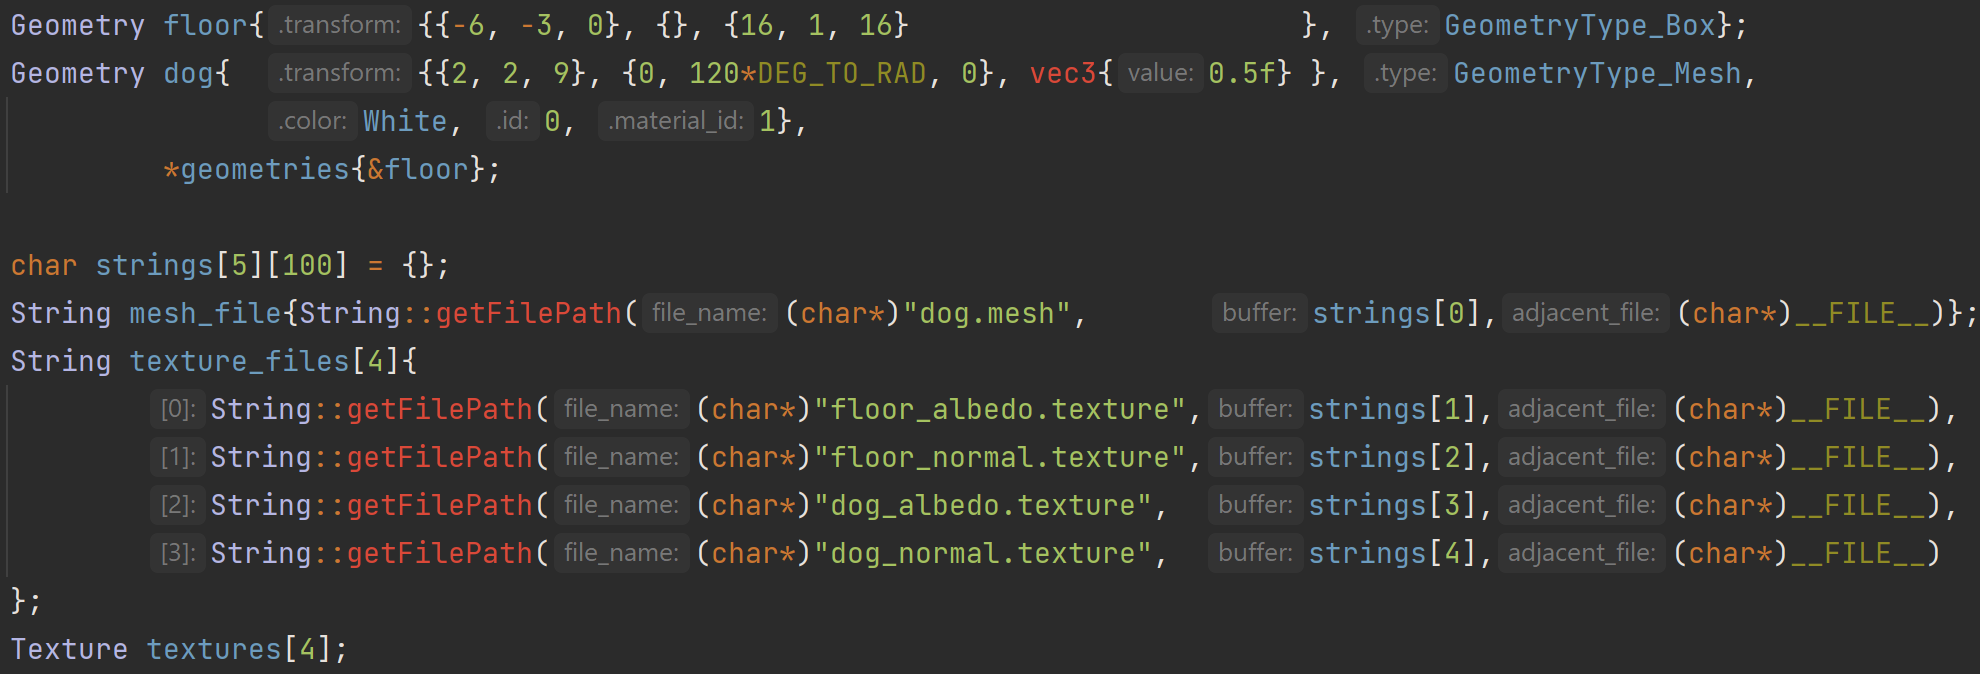 Geometry floor{ .transform: {{-6, -3, 0}, {}, {16, 1, 16} }, .type: GeometryType_Box};
Geometry dog{ .transform: {{2, 2, 9}, {0, 120*DEG_TO_RAD, 0}, vec3{ value: 0.5f} }, .type: GeometryType_Mesh,
.color: White, .id: 0, .material_id: 1},
*geometries{&floor};
char strings[5][100] = {};
String mesh_file{String::getFilePath( file_name: (char*)"dog.mesh", buffer: strings[0], adjacent_file: (char*)__FILE__)};
String texture_files[4]{
[0]: String::getFilePath( file_name: (char*)"floor_albedo.texture", buffer: strings[1], adjacent_file: (char*)__FILE__),
[1]: String::getFilePath( file_name: (char*)"floor_normal.texture", buffer: strings[2], adjacent_file: (char*)__FILE__),
[2]: String::getFilePath( file_name: (char*)"dog_albedo.texture", buffer: strings[3], adjacent_file: (char*)__FILE__),
[3]: String::getFilePath( file_name: (char*)"dog_normal.texture", buffer: strings[4], adjacent_file: (char*)__FILE__)
};
Texture textures[4];